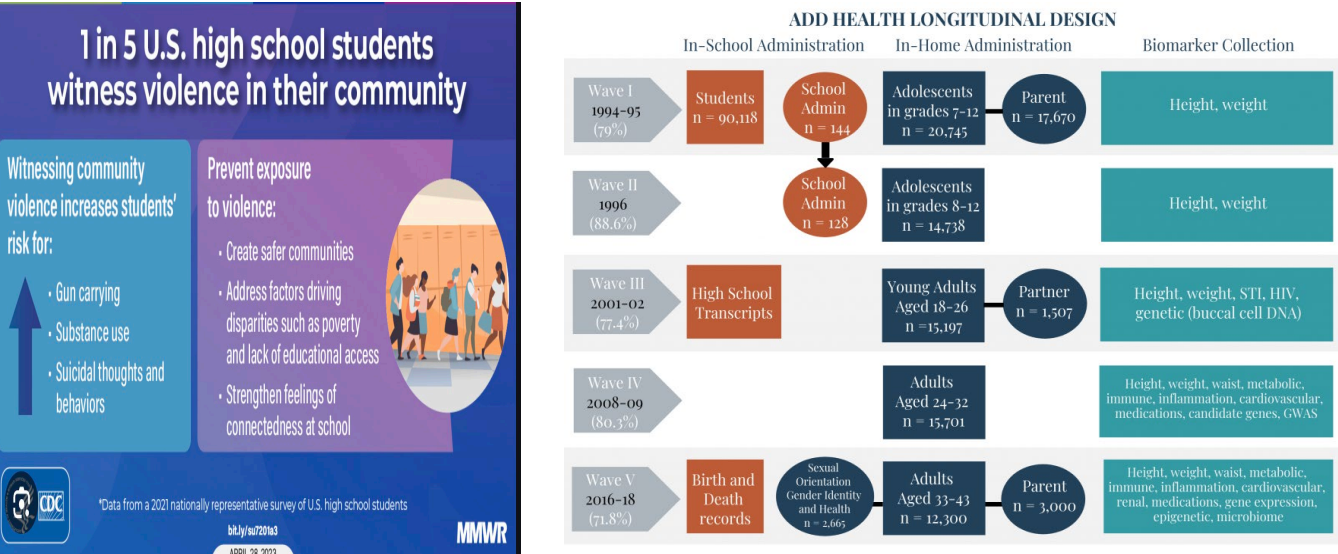 1 in 5 U.S. high school students
witness violence in their community
Witnessing community
violence increases students'
risk for:
• Gun carrying
• Substance use
• Suicidal thoughts and
behaviors
Prevent exposure
to violence:
• Create safer communities
• Address factors driving
disparities such as poverty
and lack of educational access
• Strengthen feelings of
connectedness at school
CDC
*Data from a 2021 nationally representative survey of U.S. high school students
bit.ly/su7201a3
APRIL 28, 2023
MMWR
ADD HEALTH LONGITUDINAL DESIGN
In-School Administration
In-Home Administration
Biomarker Collection
Wave I
1994-95
(79%)
Students
n = 90,118
School
Admin
n = 144
Adolescents
in grades 7-12
n = 20,745
Parent
n = 17,670
Height, weight
Wave II
1996
(88.6%)
School
Admin
n = 128
Adolescents
in grades 8-12
n = 14,738
Height, weight
Wave III
2001-02
(77.4%)
High School
Transcripts
Young Adults
Aged 18-26
n =15,197
Partner
n = 1,507
Height, weight, STI, HIV,
genetic (buccal cell DNA)
Wave IV
2008-09
(80.3%)
Adults
Aged 24-32
n = 15,701
Height, weight, waist, metabolic,
immune, inflammation, cardiovascular,
medications, candidate genes, GWAS
Wave V
2016-18
(71.8%)
Birth and
Death
records
Sexual
Orientation
Gender Identity
and Health
n = 2,665
Adults
Aged 33-43
n = 12,300
Parent
n = 3,000
Height, weight, waist, metabolic,
immune, inflammation, cardiovascular,
renal, medications, gene expression,
epigenetic, microbiome